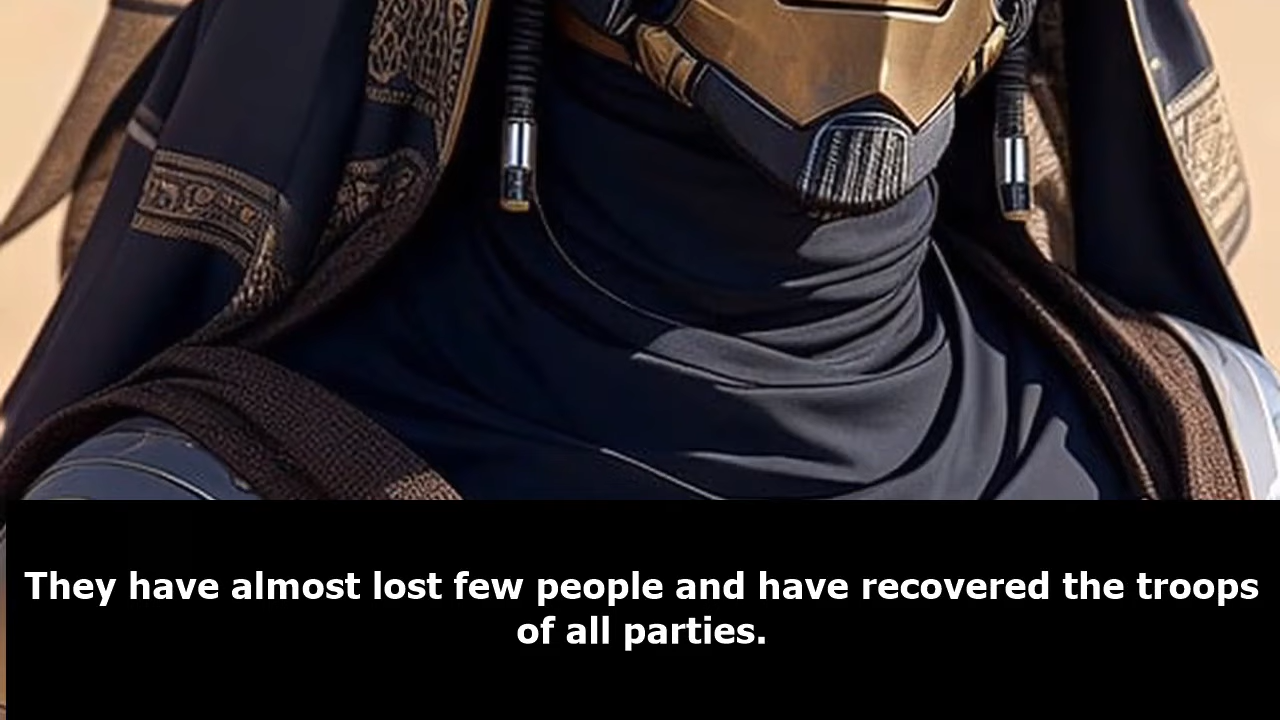 They have almost lost few people and have recovered the troops
of all parties.